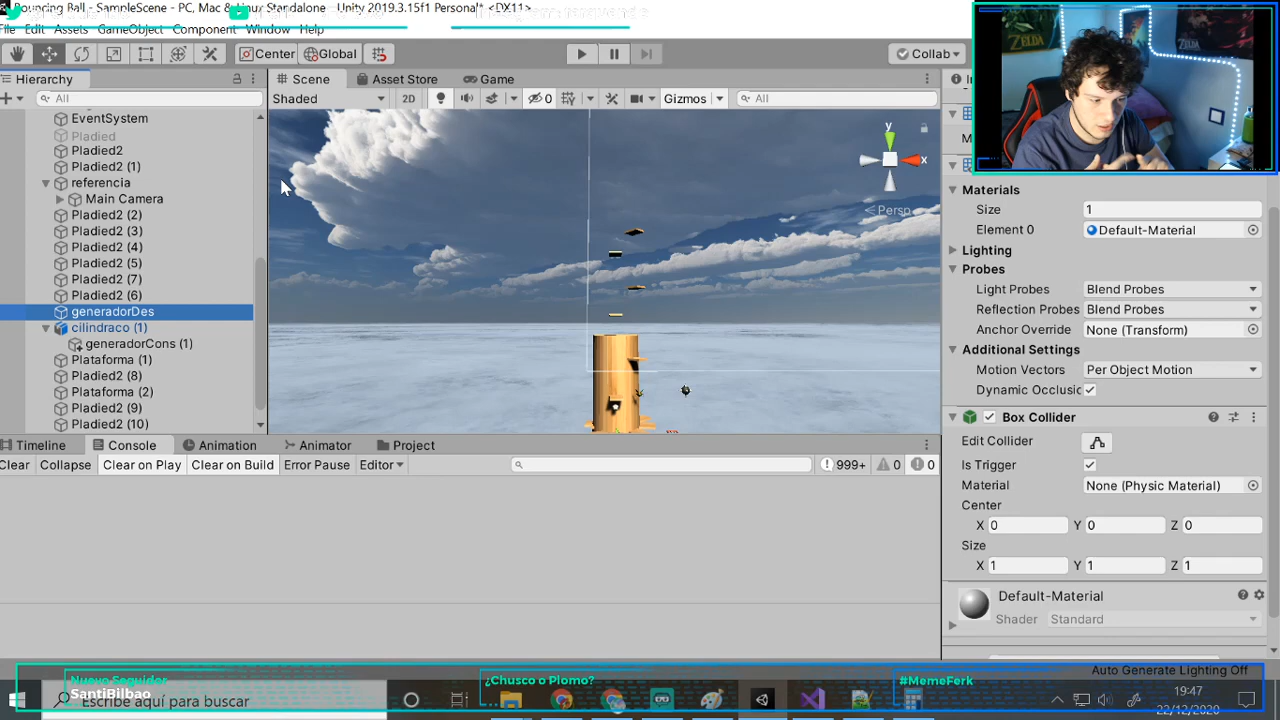 Bouncing Ball - SampleScene - PC, Mac & Linux Standalone - Unity 2019.3.15f1 Personal* <DX11>
File Edit Assets GameObject Component Window Help
Center Global Collab
Hierarchy
All
EventSystem
Pladied
Pladied2
Pladied2 (1)
referencia
Main Camera
Pladied2 (2)
Pladied2 (3)
Pladied2 (4)
Pladied2 (5)
Pladied2 (7)
Pladied2 (6)
generadorDes
cilindraco (1)
generadorCons (1)
Plataforma (1)
Pladied2 (8)
Plataforma (2)
Pladied2 (9)
Pladied2 (10)
Scene Asset Store Game
Shaded 2D 0 Gizmos All
y
x
Persp
Materials
Size 1
Element 0 Default-Material
Lighting
Probes
Light Probes Blend Probes
Reflection Probes Blend Probes
Anchor Override None (Transform)
Additional Settings
Motion Vectors Per Object Motion
Dynamic Occlusic
Box Collider
Edit Collider
Is Trigger
Material None (Physic Material)
Center
X 0 Y 0 Z 0
Size
X 1 Y 1 Z 1
Default-Material
Shader Standard
Timeline Console Animation Animator Project
Clear Collapse Clear on Play Clear on Build Error Pause Editor 999+ 0 0
Auto Generate Lighting Off
Nuevo Seguidor
SantiBilbao
¿Chusco o Plomo?
#MemeFerk
Escribe aquí para buscar
19:47
22/12/2020
ZELDA